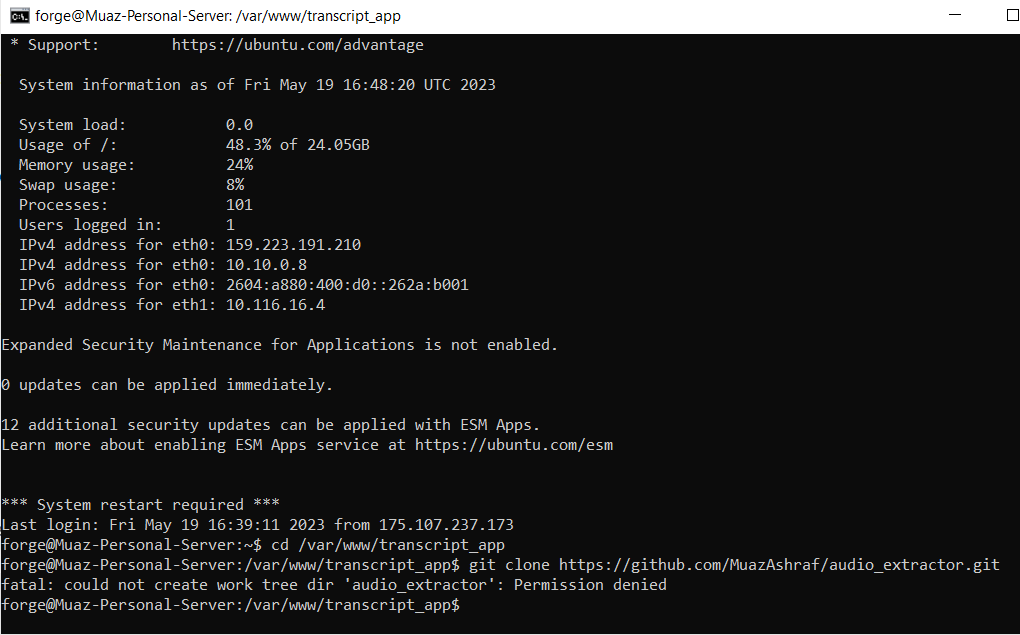 forge@Muaz-Personal-Server: /var/www/transcript_app
* Support:        https://ubuntu.com/advantage
System information as of Fri May 19 16:48:20 UTC 2023
System load:           0.0
Usage of /:            48.3% of 24.05GB
Memory usage:          24%
Swap usage:            8%
Processes:             101
Users logged in:       1
IPv4 address for eth0: 159.223.191.210
IPv4 address for eth0: 10.10.0.8
IPv6 address for eth0: 2604:a880:400:d0::262a:b001
IPv4 address for eth1: 10.116.16.4
Expanded Security Maintenance for Applications is not enabled.
0 updates can be applied immediately.
12 additional security updates can be applied with ESM Apps.
Learn more about enabling ESM Apps service at https://ubuntu.com/esm
*** System restart required ***
Last login: Fri May 19 16:39:11 2023 from 175.107.237.173
forge@Muaz-Personal-Server:~$ cd /var/www/transcript_app
forge@Muaz-Personal-Server:/var/www/transcript_app$ git clone https://github.com/MuazAshraf/audio_extractor.git
fatal: could not create work tree dir 'audio_extractor': Permission denied
forge@Muaz-Personal-Server:/var/www/transcript_app$